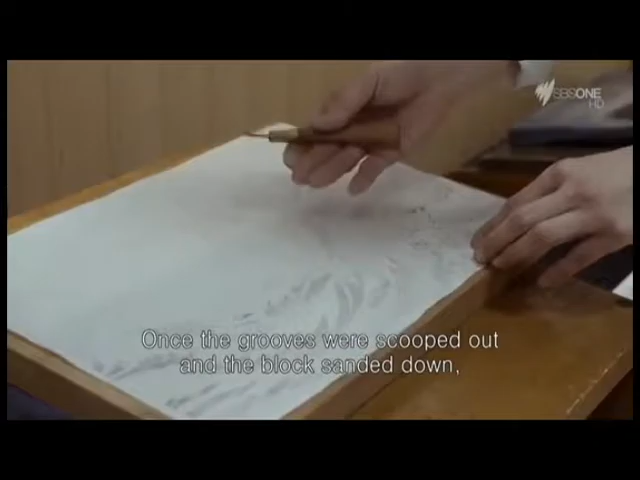 SBS ONE
HD
Once the grooves were scooped out
and the block sanded down,